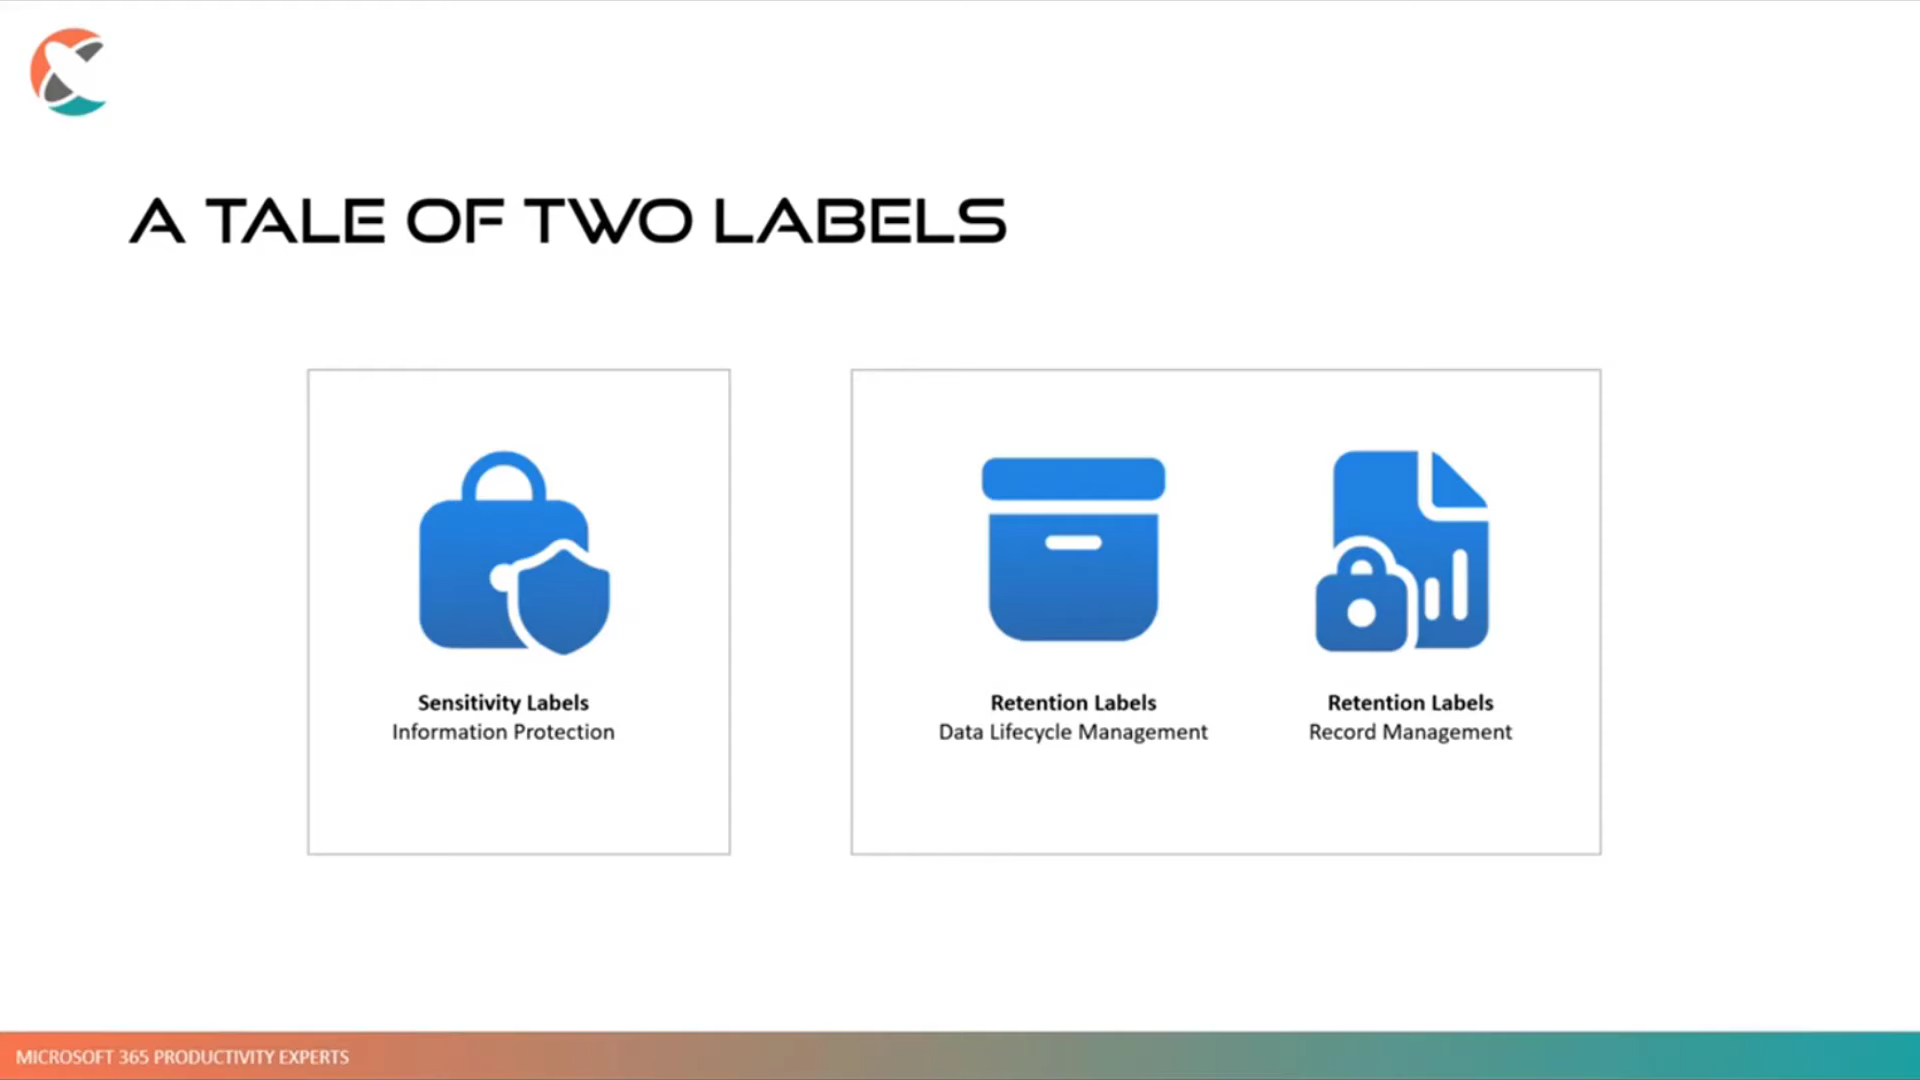 A TALE OF TWO LABELS
Sensitivity Labels
Information Protection
Retention Labels
Data Lifecycle Management
Retention Labels
Record Management
MICROSOFT 365 PRODUCTIVITY EXPERTS